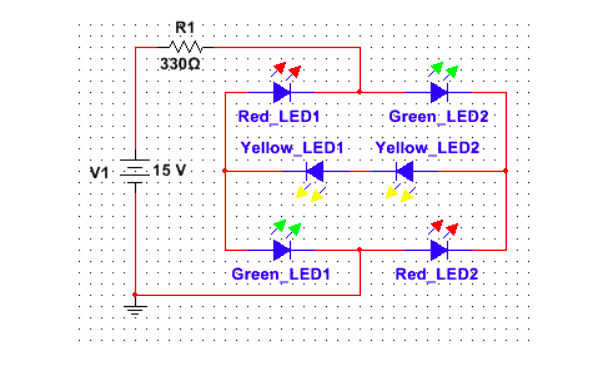 R1
330Ω
Red_LED1
Green_LED2
Yellow_LED1
Yellow_LED2
V1
15 V
Green_LED1
Red_LED2